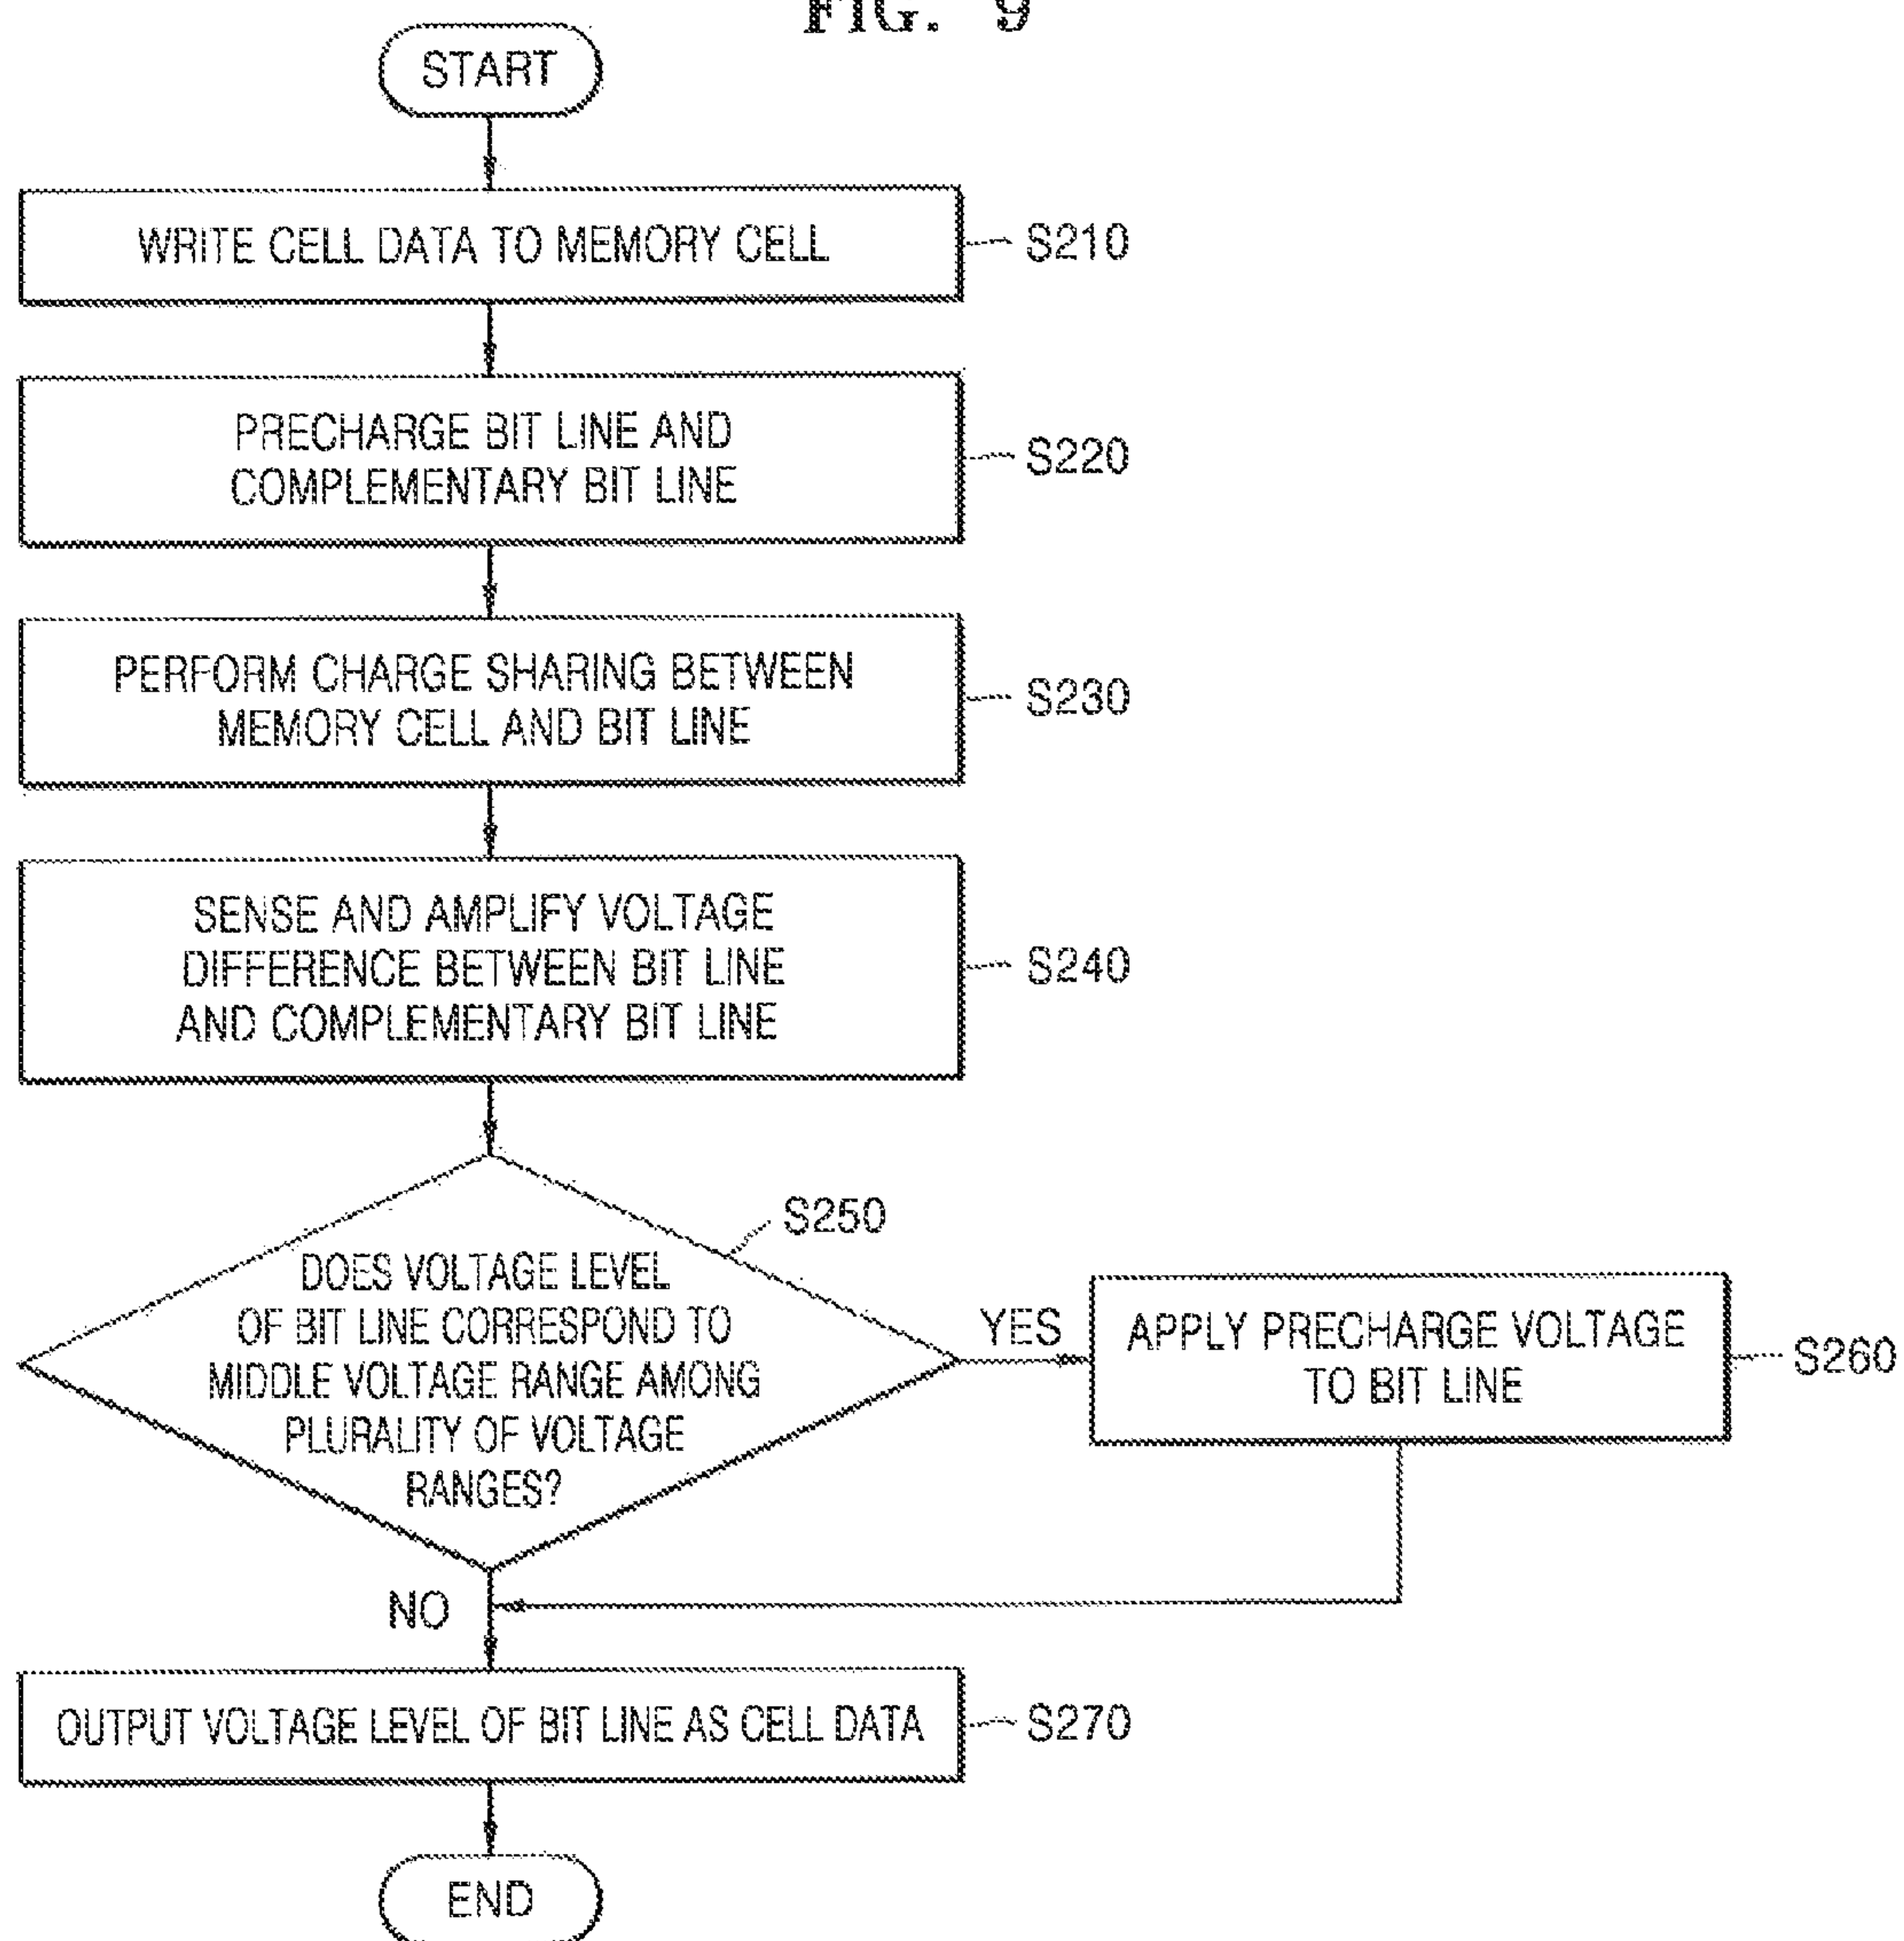 FIG. 9
START
WRITE CELL DATA TO MEMORY CELL
S210
PRECHARGE BIT LINE AND
COMPLEMENTARY BIT LINE
S220
PERFORM CHARGE SHARING BETWEEN
MEMORY CELL AND BIT LINE
S230
SENSE AND AMPLIFY VOLTAGE
DIFFERENCE BETWEEN BIT LINE
AND COMPLEMENTARY BIT LINE
S240
S250
DOES VOLTAGE LEVEL
OF BIT LINE CORRESPOND TO
MIDDLE VOLTAGE RANGE AMONG
PLURALITY OF VOLTAGE
RANGES?
YES
APPLY PRECHARGE VOLTAGE
TO BIT LINE
S260
NO
OUTPUT VOLTAGE LEVEL OF BIT LINE AS CELL DATA
S270
END